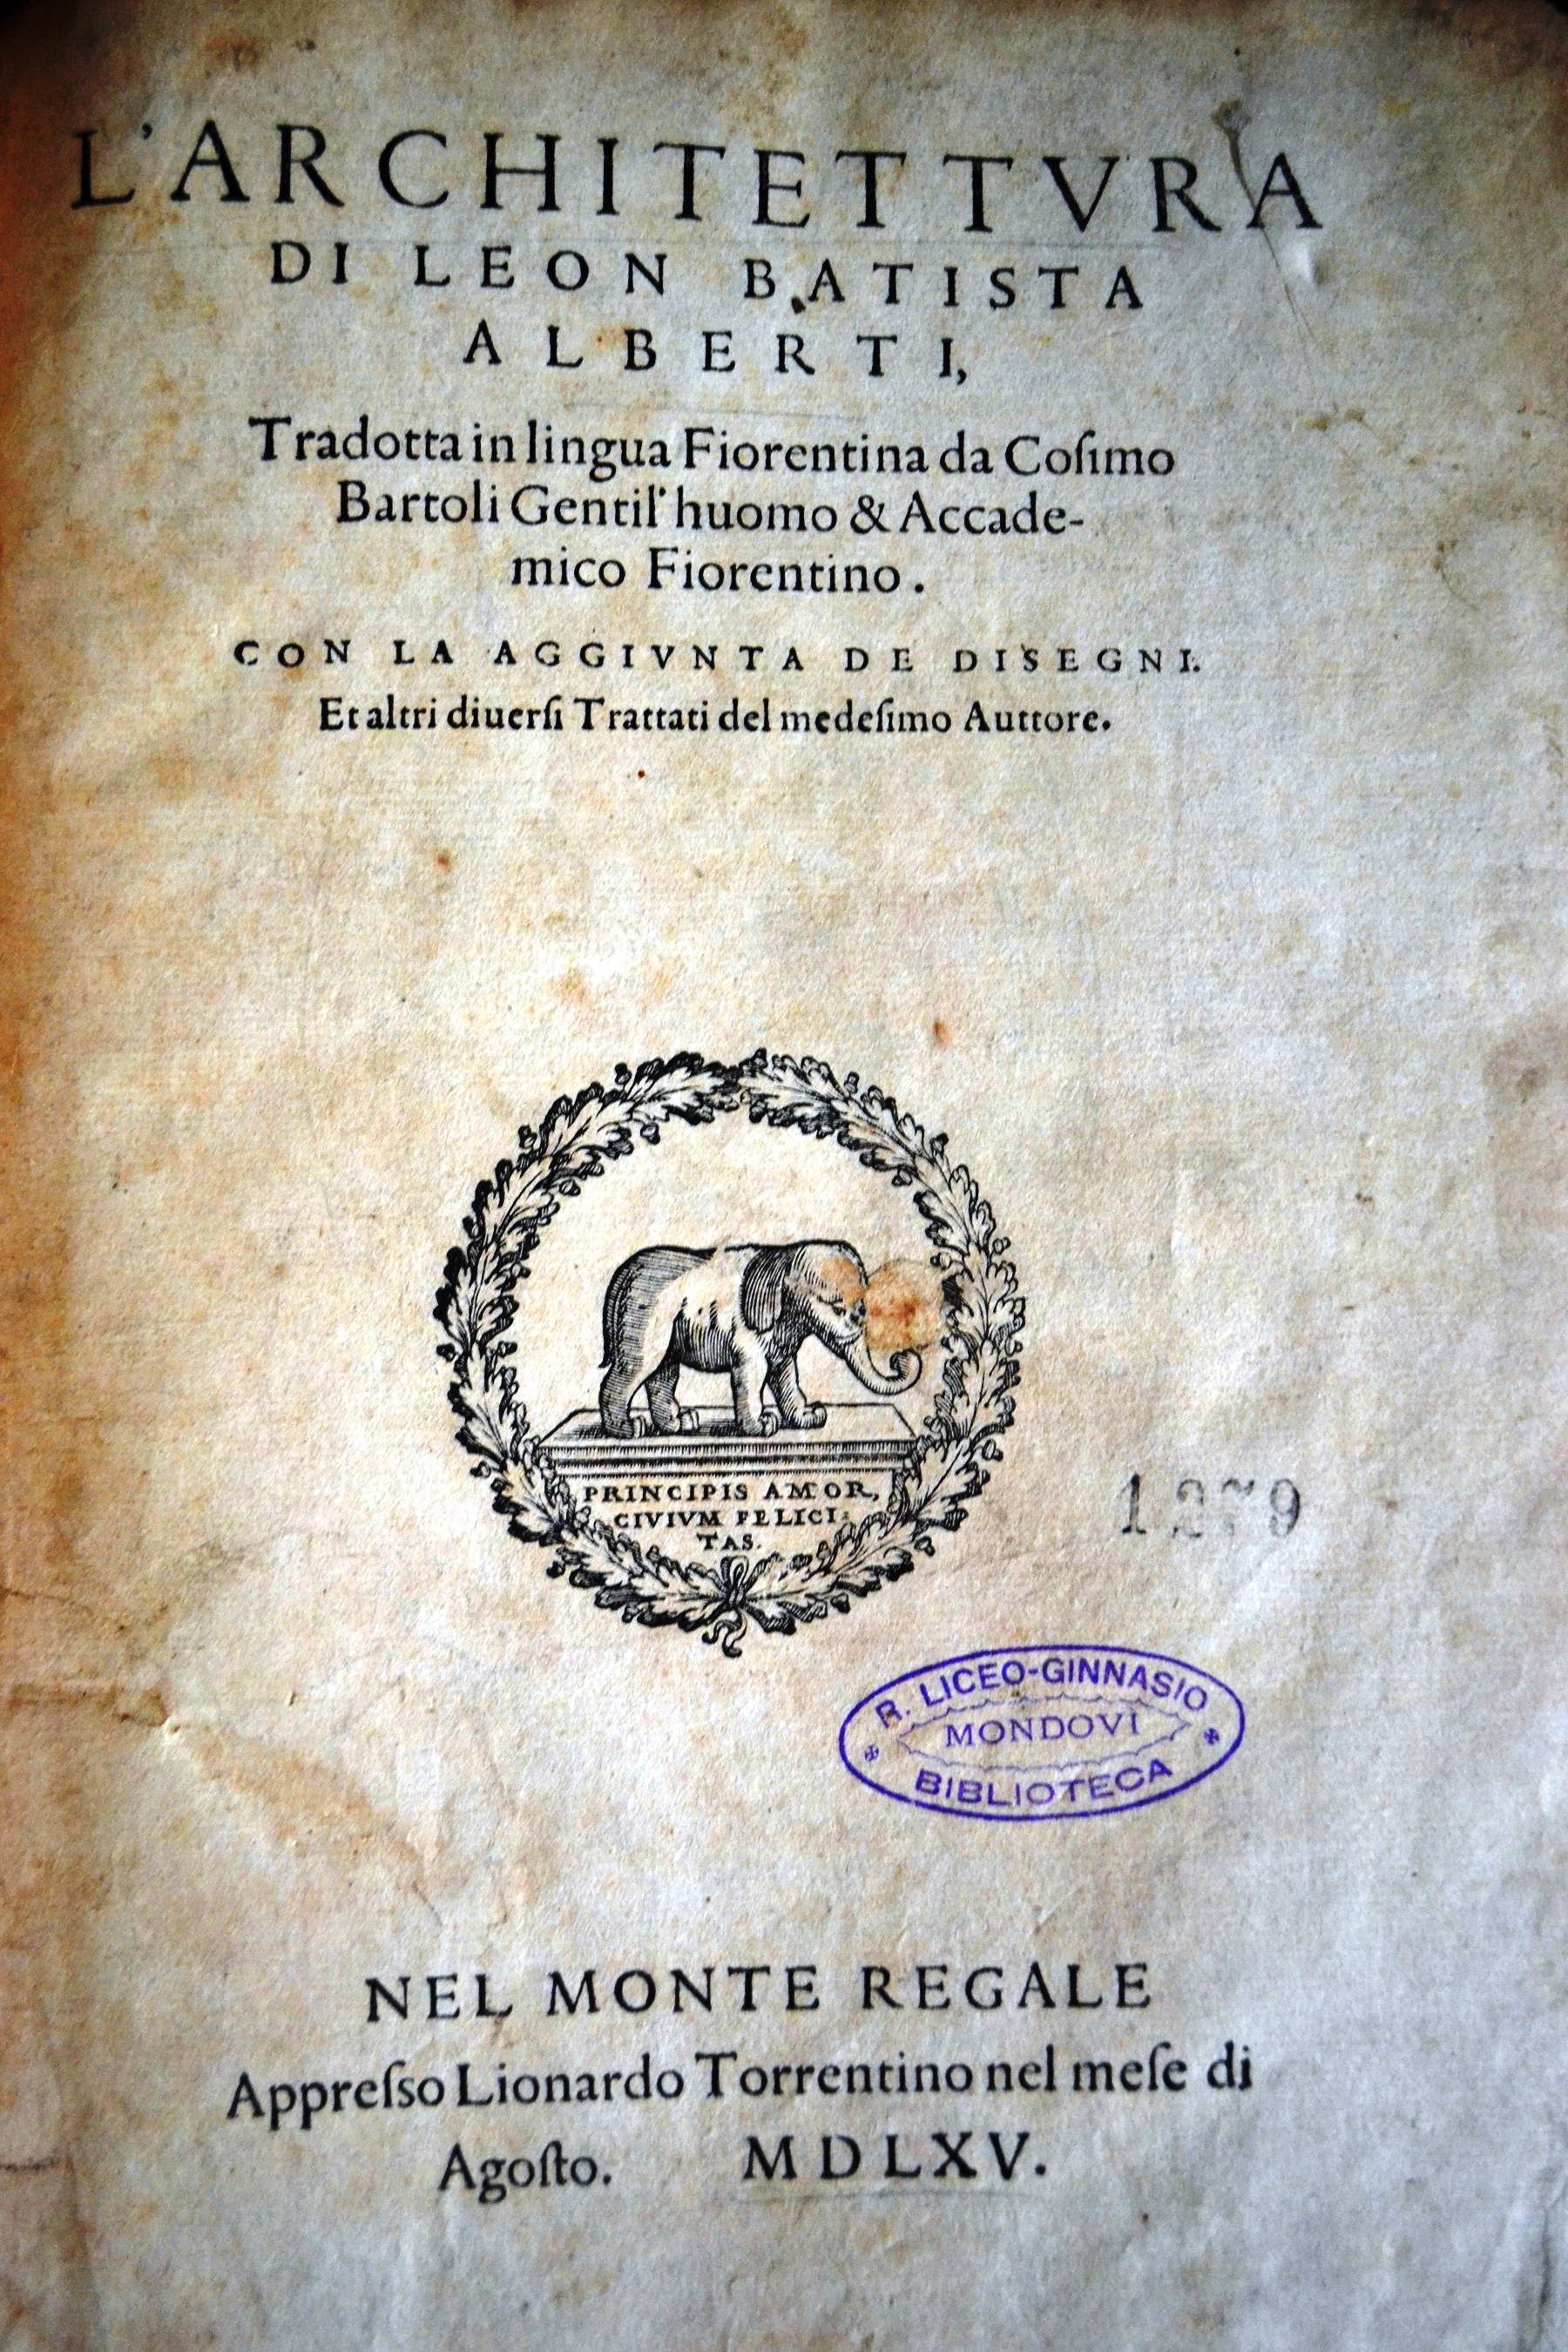 L'ARCHITETTVRA
DI LEON BATISTA
ALBERTI,
Tradotta in lingua Fiorentina da Coſimo
Bartoli Gentil'huomo & Accade-
mico Fiorentino.
CON LA AGGIVNTA DE DISEGNI.
Et altri diuerſi Trattati del medeſimo Auttore.
PRINCIPIS AMOR,
CIVIVM FELICI-
TAS.
1279
R. LICEO-GINNASIO
MONDOVI
BIBLIOTECA
NEL MONTE REGALE
Appreſſo Lionardo Torrentino nel meſe di
Agoſto. MDLXV.